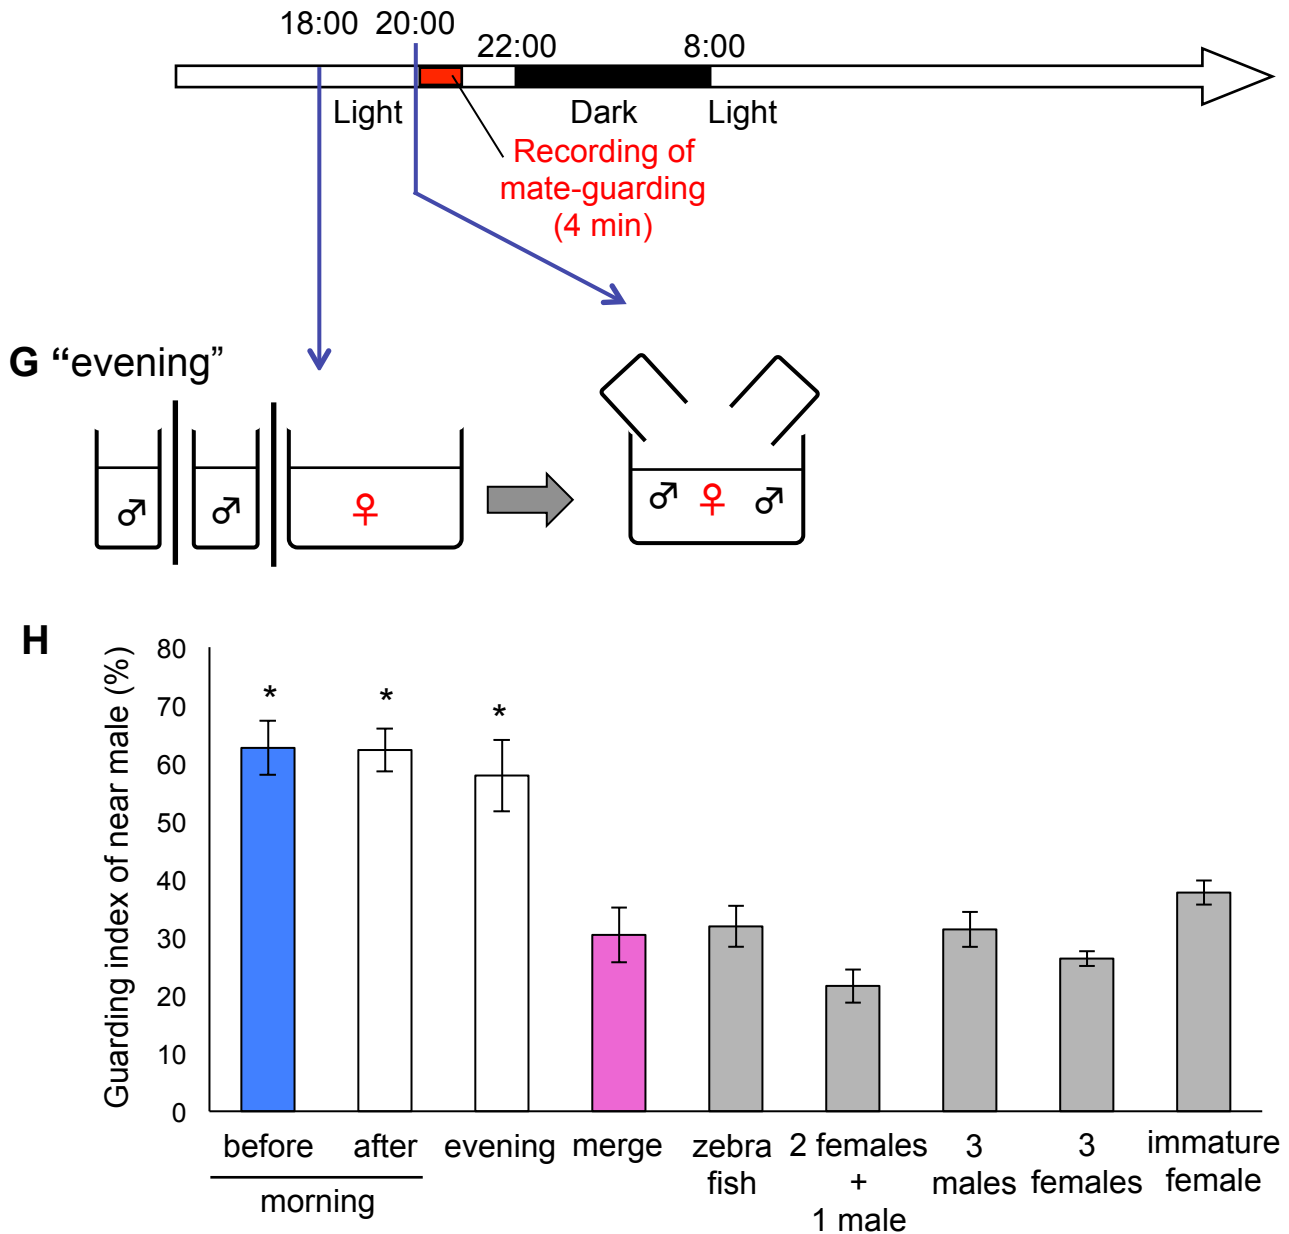 18:00 20:00
22:00 8:00
Light Dark Light
Recording of
mate-guarding
(4 min)
G “evening”
♂ ♂ ♀ ♂ ♀ ♂
H
Guarding index of near male (%)
80
70
60
50
40
30
20
10
0
* * *
before after evening merge zebra fish 2 females + 1 male 3 males 3 females immature female
morning